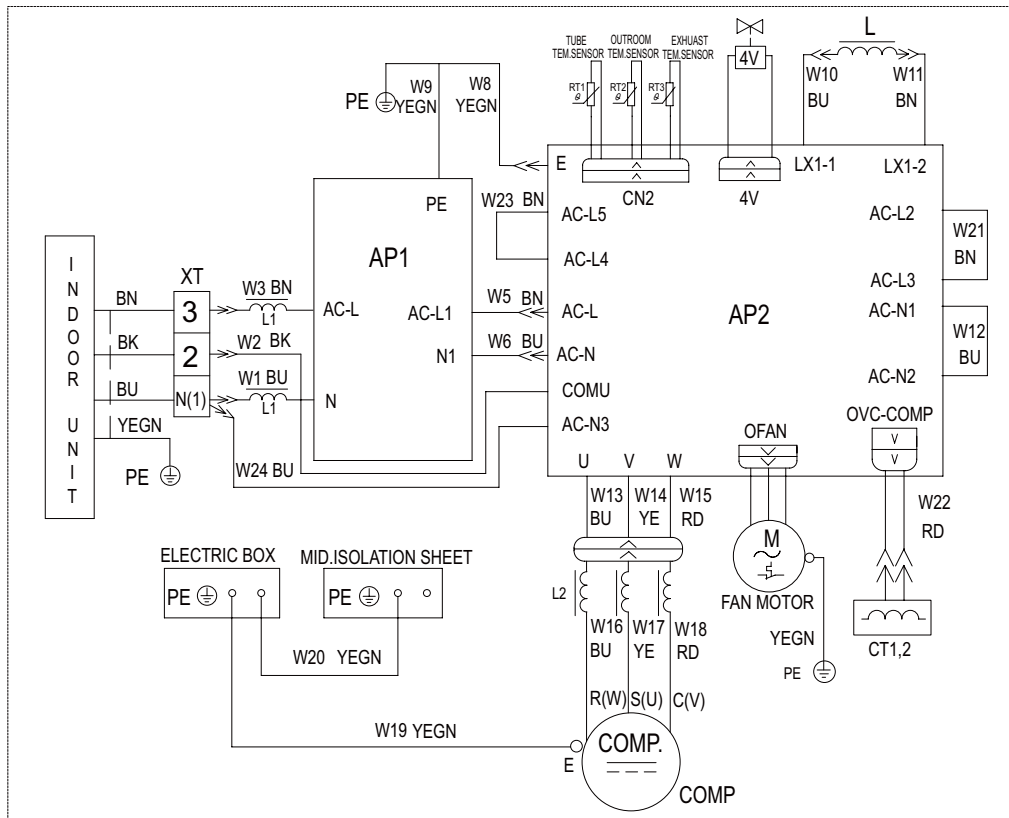 TUBE
TEM.SENSOR
OUTROOM
TEM.SENSOR
EXHUAST
TEM.SENSOR
RT1
θ
RT2
θ
RT3
θ
4V
L
W10
BU
W11
BN
W9
YEGN
W8
YEGN
PE
E
CN2
4V
LX1-1
LX1-2
PE
AP1
W23 BN
AC-L5
AC-L4
AC-L2
AC-L3
W21
BN
INDOOR UNIT
XT
BN
3
W3 BN
L1
AC-L
AC-L1
W5 BN
AC-L
AP2
AC-N1
W12
BU
AC-N2
BK
2
W2 BK
N1
W6 BU
AC-N
BU
N(1)
W1 BU
L1
N
COMU
AC-N3
YEGN
PE
W24 BU
U
V
W
OFAN
OVC-COMP
V
V
W13
BU
W14
YE
W15
RD
W22
RD
M
FAN MOTOR
YEGN
PE
CT1,2
ELECTRIC BOX
PE
MID.ISOLATION SHEET
PE
L2
W16
BU
W17
YE
W18
RD
W20 YEGN
R(W)
S(U)
C(V)
W19 YEGN
E
COMP.
COMP